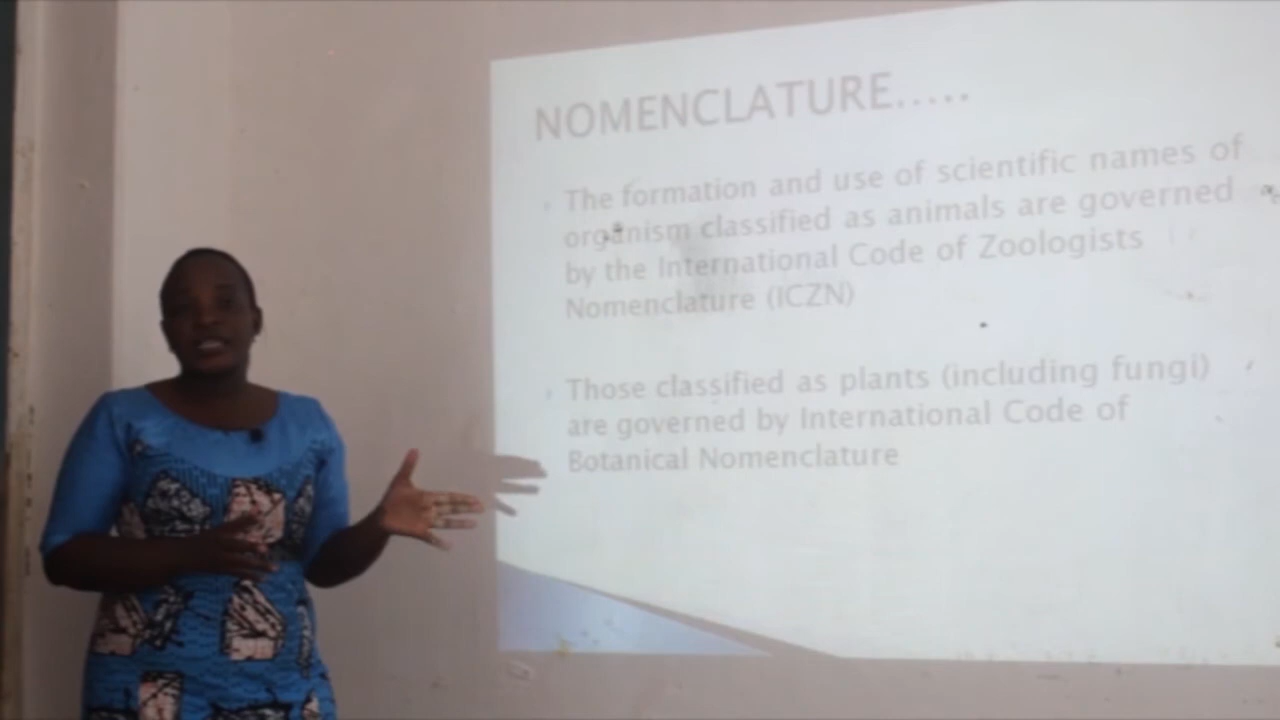 NOMENCLATURE.....
The formation and use of scientific names of
organism classified as animals are governed
by the International Code of Zoologists
Nomenclature (ICZN)
Those classified as plants (including fungi)
are governed by International Code of
Botanical Nomenclature